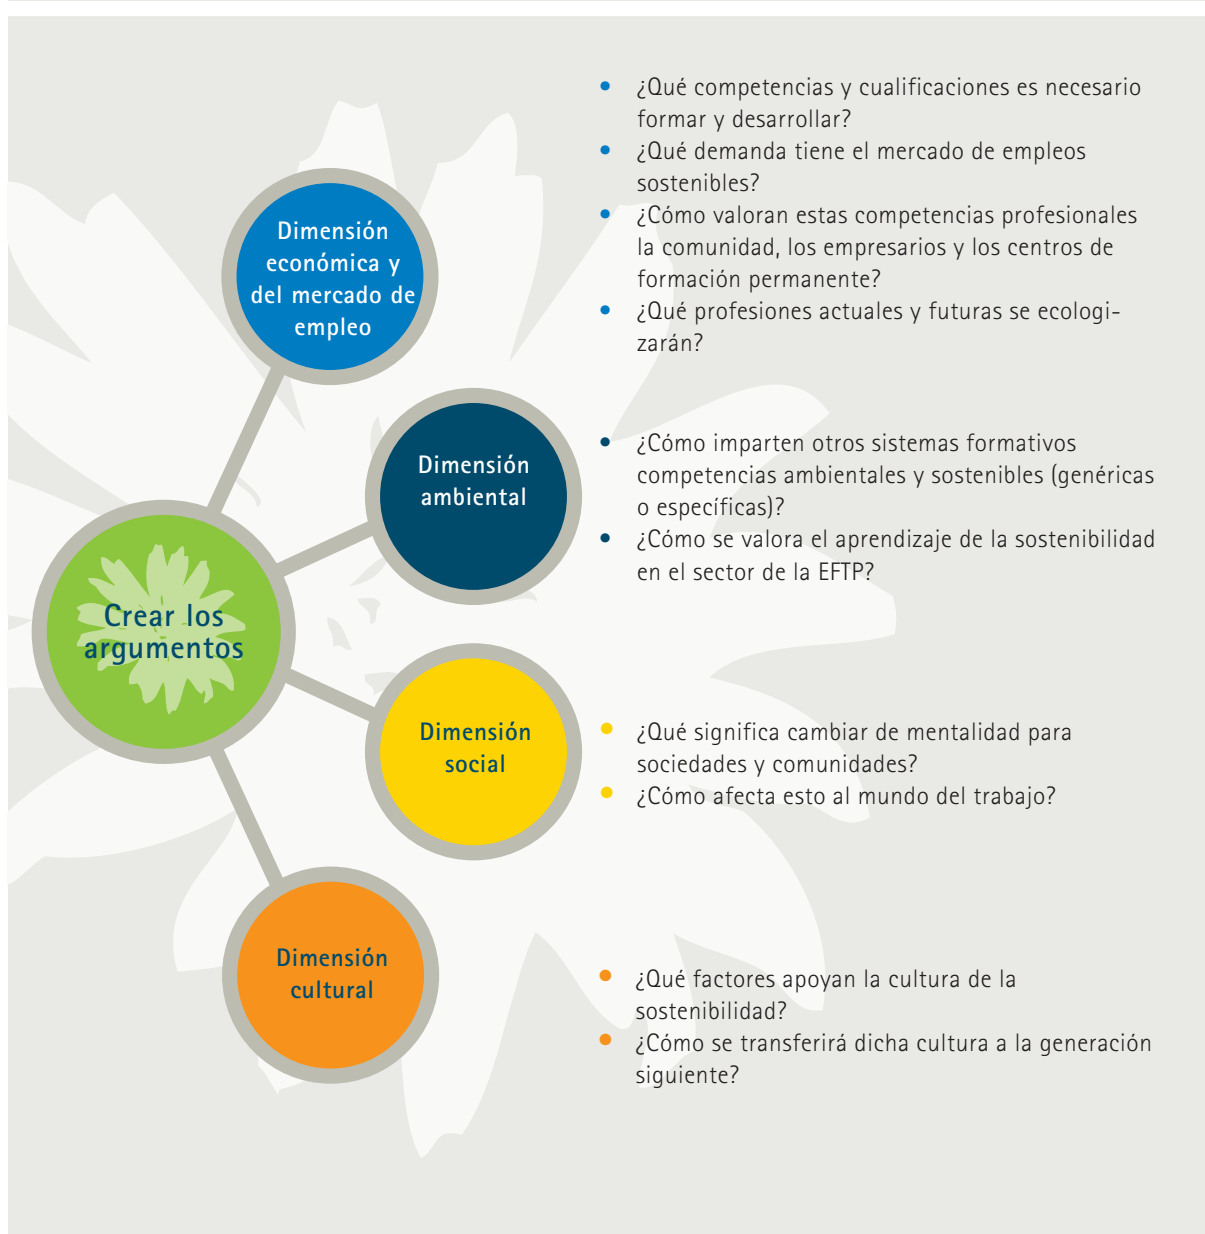 Crear los
argumentos
Dimensión
económica y
del mercado de
empleo
• ¿Qué competencias y cualificaciones es necesario
formar y desarrollar?
• ¿Qué demanda tiene el mercado de empleos
sostenibles?
• ¿Cómo valoran estas competencias profesionales
la comunidad, los empresarios y los centros de
formación permanente?
• ¿Qué profesiones actuales y futuras se ecologi-
zarán?
Dimensión
ambiental
• ¿Cómo imparten otros sistemas formativos
competencias ambientales y sostenibles (genéricas
o específicas)?
• ¿Cómo se valora el aprendizaje de la sostenibilidad
en el sector de la EFTP?
Dimensión
social
• ¿Qué significa cambiar de mentalidad para
sociedades y comunidades?
• ¿Cómo afecta esto al mundo del trabajo?
Dimensión
cultural
• ¿Qué factores apoyan la cultura de la
sostenibilidad?
• ¿Cómo se transferirá dicha cultura a la generación
siguiente?